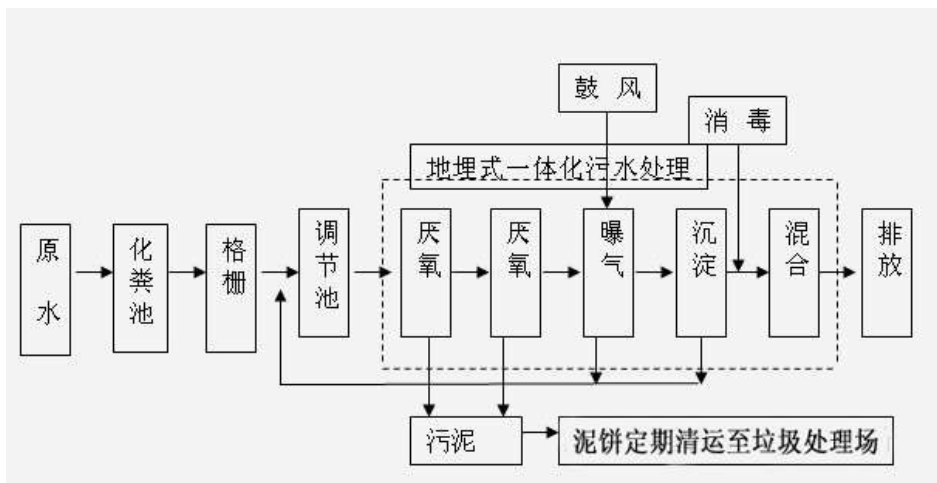 鼓 风
消 毒
地埋式一体化污水处理
原水
化粪池
格栅
调节池
厌氧
厌氧
曝气
沉淀
混合
排放
污泥
泥饼定期清运至垃圾处理场